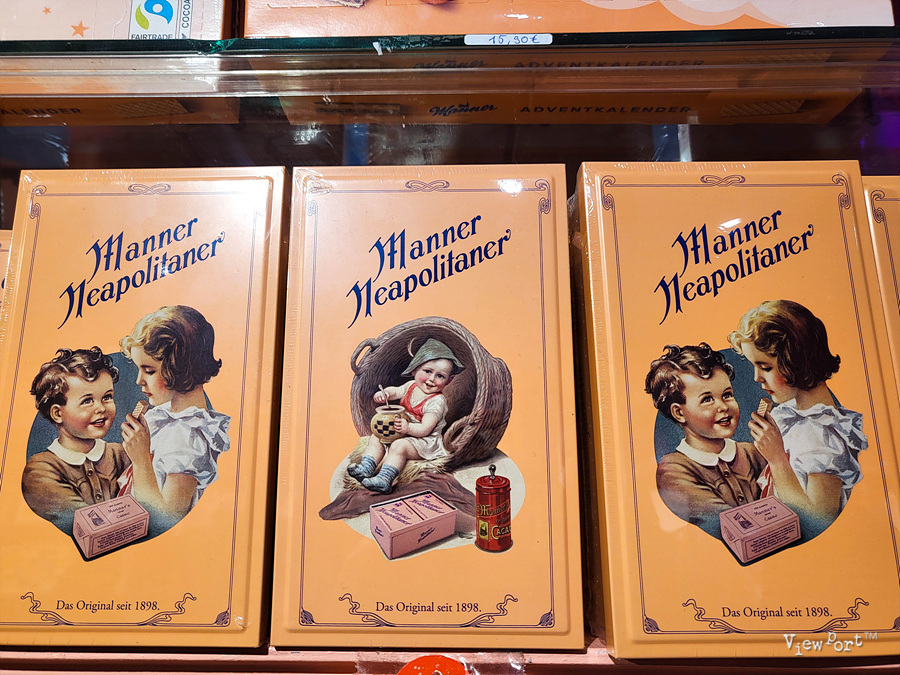 FAIRTRADE
COCOA
15,90€
ADVENTKALENDER
Manner
ADVENTKALENDER
Manner
Neapolitaner
Das Original seit 1898.
Manner
Neapolitaner
CACAO
Das Original seit 1898.
Manner
Neapolitaner
Das Original seit 1898.
ViewPort™